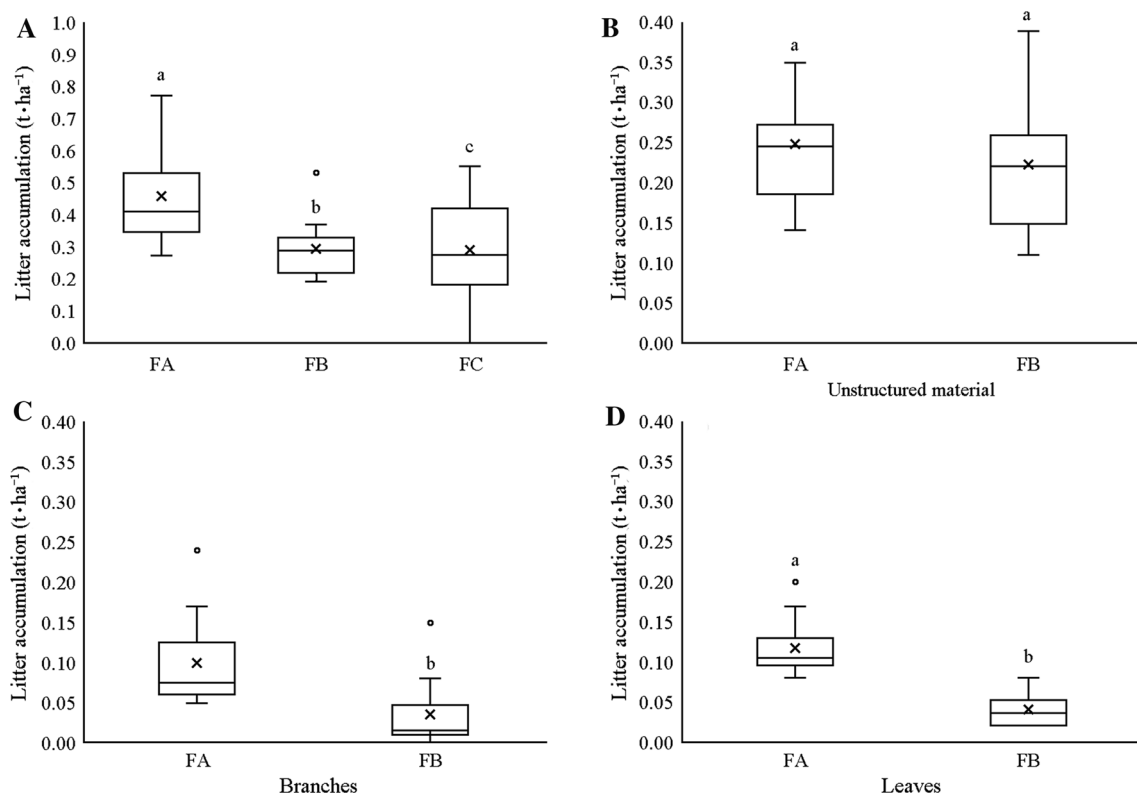 A
Litter accumulation (t·ha⁻¹)
1.0
0.9
0.8
0.7
0.6
0.5
0.4
0.3
0.2
0.1
0.0
a
b
c
FA FB FC
B
Litter accumulation (t·ha⁻¹)
0.40
0.35
0.30
0.25
0.20
0.15
0.10
0.05
0.00
a
a
FA FB
Unstructured material
C
Litter accumulation (t·ha⁻¹)
0.40
0.35
0.30
0.25
0.20
0.15
0.10
0.05
0.00
b
FA FB
Branches
D
Litter accumulation (t·ha⁻¹)
0.40
0.35
0.30
0.25
0.20
0.15
0.10
0.05
0.00
a
b
FA FB
Leaves